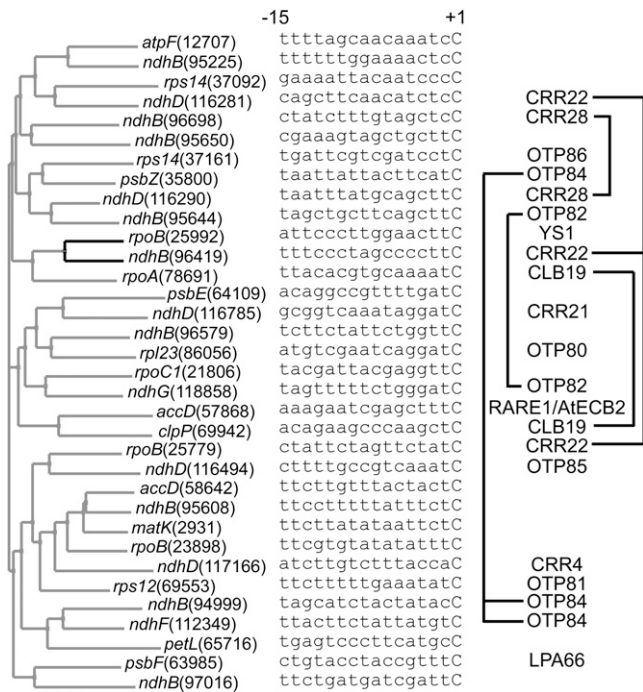 -15 +1
atpF(12707) ttttagcaacaaatcC
ndhB(95225) ttttttggaaaactcC
rps14(37092) gaaaattacaatcccC
ndhD(116281) cagcttcaacatctcC CRR22
ndhB(96698) ctatctttgtagctcC CRR28
ndhB(95650) cgaaagtagctgcttC
rps14(37161) tgattcgtcgatcctC OTP86
psbZ(35800) taattattacttcatC OTP84
ndhD(116290) taatttatgcagcttC CRR28
ndhB(95644) tagctgcttcagcttC OTP82
rpoB(25992) attcccttggaacttC YS1
ndhB(96419) tttccctagccccttC CRR22
rpoA(78691) ttacacgtgcaaaatC CLB19
psbE(64109) acaggccgttttgatC
ndhD(116785) gcggtcaaataggatC CRR21
ndhB(96579) tcttctattctggttC
rpl23(86056) atgtcgaatcaggatC OTP80
rpoC1(21806) tacgattacgaggttC
ndhG(118858) tagtttttctgggatC OTP82
accD(57868) aaagaatcgagctttC RARE1/AtECB2
clpP(69942) acagaagcccaagctC CLB19
rpoB(25779) ctattctagttctatC CRR22
ndhD(116494) cttttgccgtcaaatC OTP85
accD(58642) ttcttgtttactactC
ndhB(95608) ttccttttttatttctC
matK(2931) ttcttatataattctC
rpoB(23898) ttcgtgtatatatttC
ndhD(117166) atcttgtctttaccaC CRR4
rps12(69553) ttctttttgaaatatC OTP81
ndhB(94999) tagcatctactatacC OTP84
ndhF(112349) ttacttctattatgtC OTP84
petL(65716) tgagtcccttcatgcC
psbF(63985) ctgtacctaccgtttC LPA66
ndhB(97016) ttctgatgatcgattC